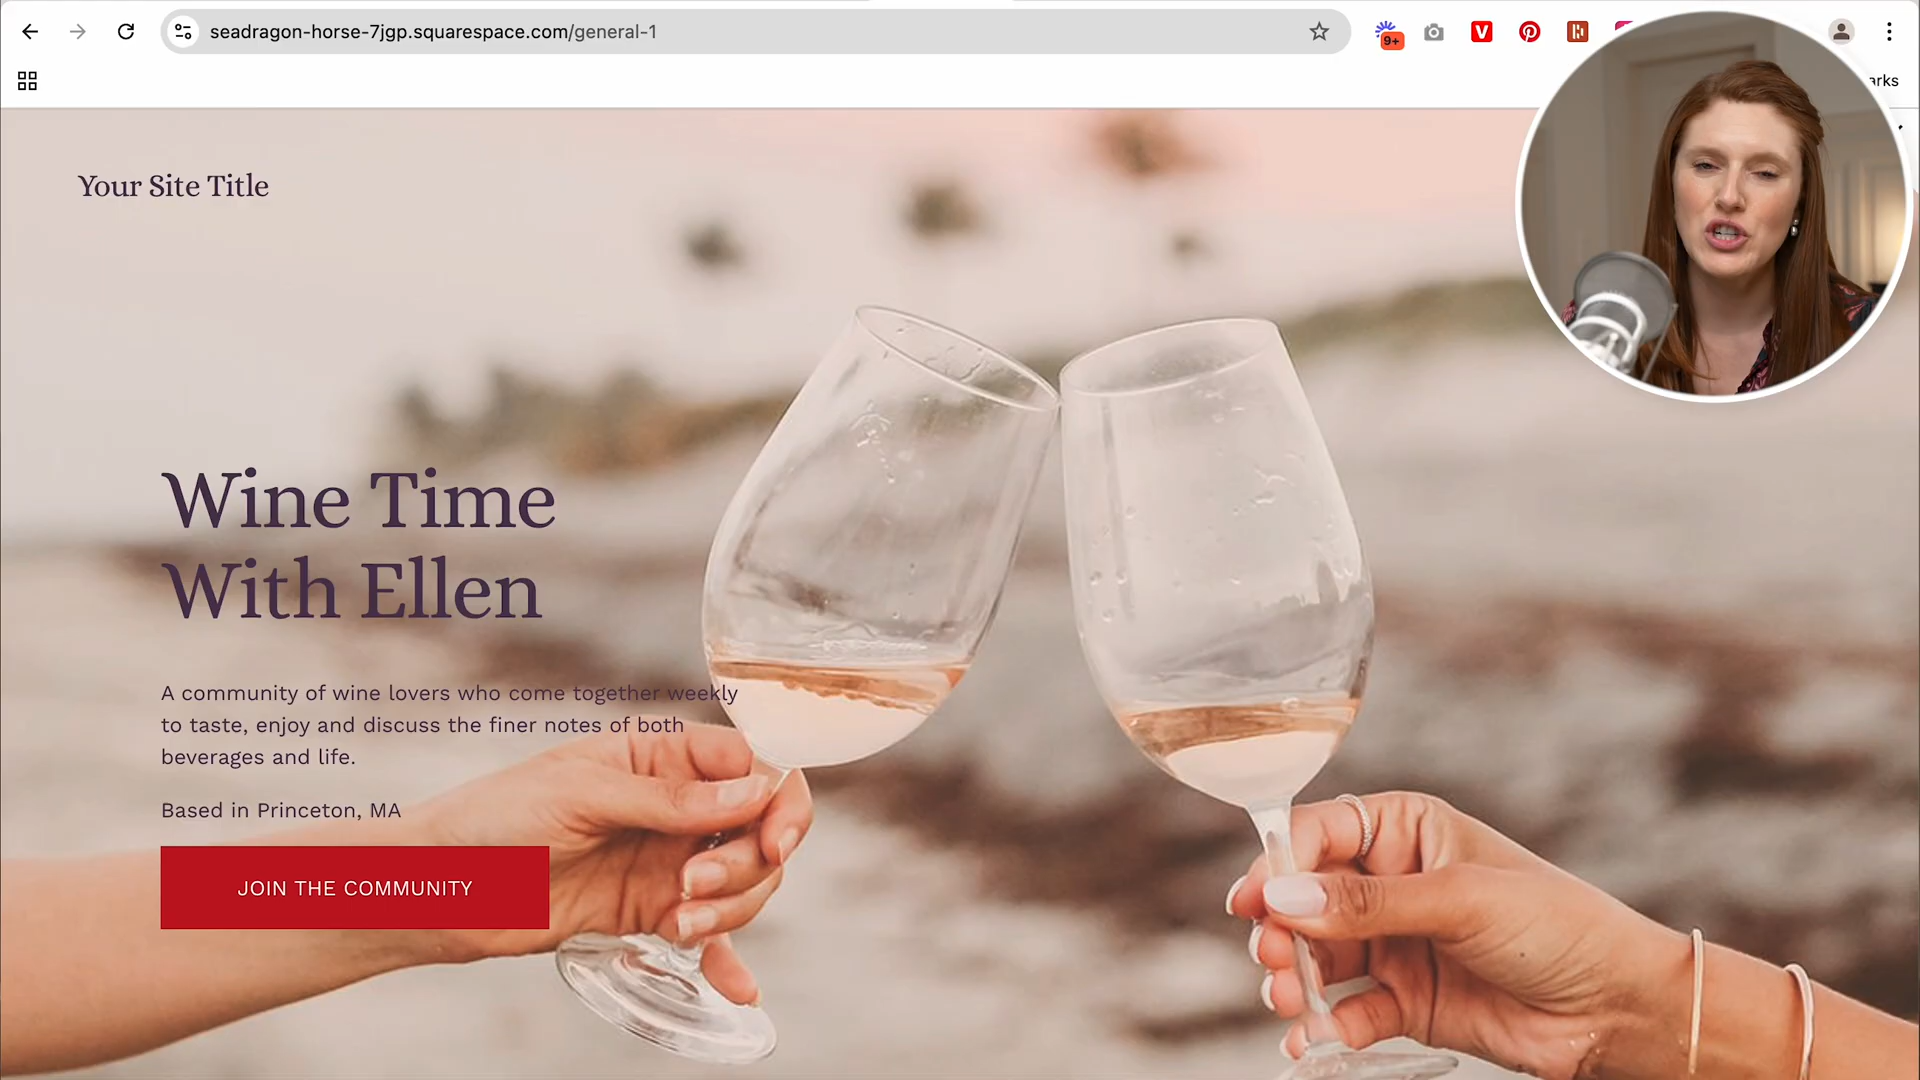 seadragon-horse-7jgp.squarespace.com/general-1
9+
V
arks
Your Site Title
Wine Time
With Ellen
A community of wine lovers who come together weekly
to taste, enjoy and discuss the finer notes of both
beverages and life.
Based in Princeton, MA
JOIN THE COMMUNITY